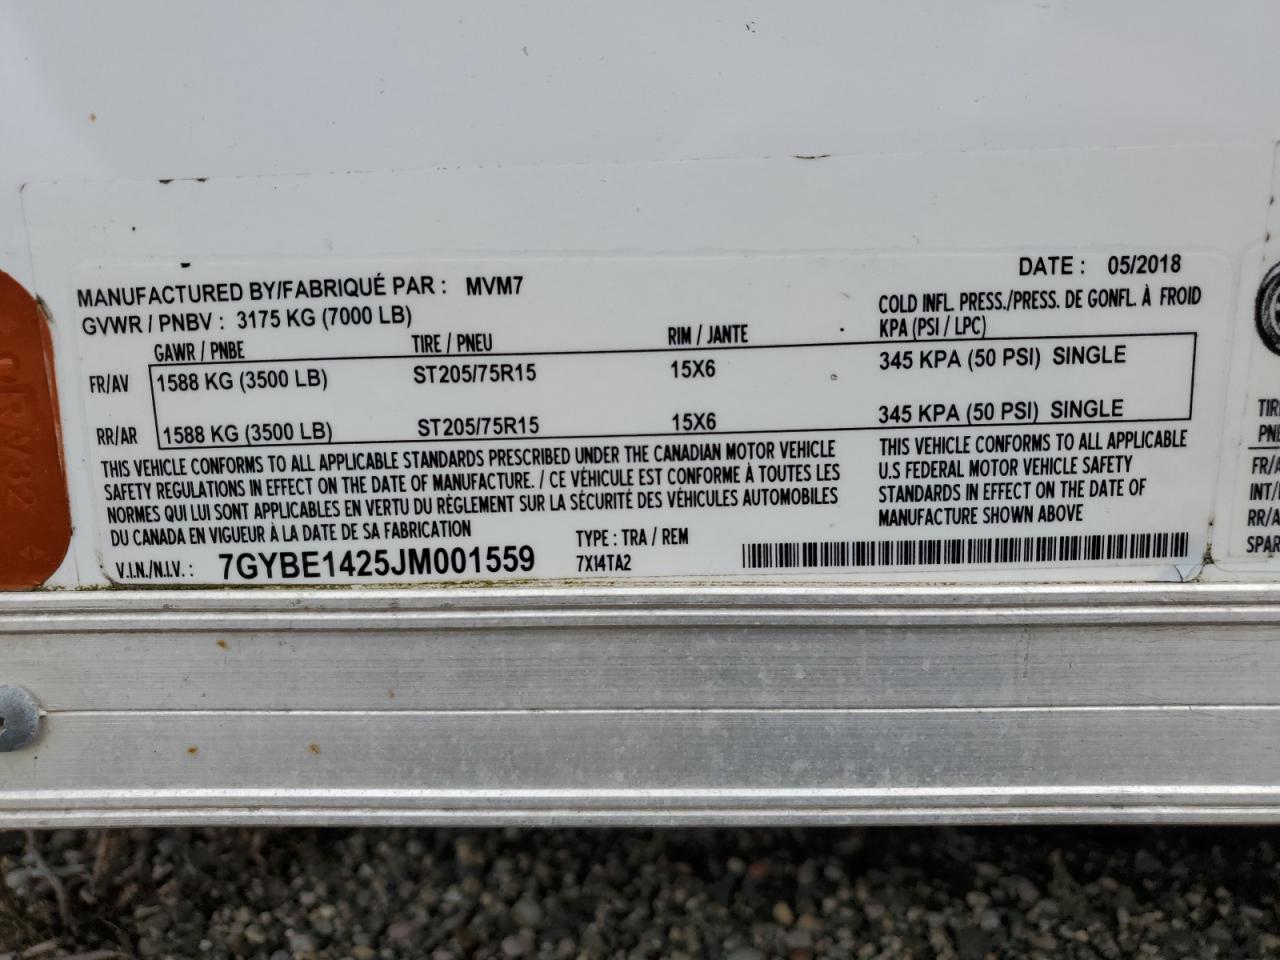 MANUFACTURED BY/FABRIQUÉ PAR : MVM7 DATE : 05/2018
GVWR / PNBV : 3175 KG (7000 LB) COLD INFL. PRESS./PRESS. DE GONFL. À FROID
GAWR / PNBE TIRE / PNEU RIM / JANTE KPA (PSI / LPC)
FR/AV 1588 KG (3500 LB) ST205/75R15 15X6 345 KPA (50 PSI) SINGLE
RR/AR 1588 KG (3500 LB) ST205/75R15 15X6 345 KPA (50 PSI) SINGLE
THIS VEHICLE CONFORMS TO ALL APPLICABLE STANDARDS PRESCRIBED UNDER THE CANADIAN MOTOR VEHICLE
SAFETY REGULATIONS IN EFFECT ON THE DATE OF MANUFACTURE. / CE VÉHICULE EST CONFORME À TOUTES LES
NORMES QUI LUI SONT APPLICABLES EN VERTU DU RÈGLEMENT SUR LA SÉCURITÉ DES VÉHICULES AUTOMOBILES
DU CANADA EN VIGUEUR À LA DATE DE SA FABRICATION
THIS VEHICLE CONFORMS TO ALL APPLICABLE
U.S FEDERAL MOTOR VEHICLE SAFETY
STANDARDS IN EFFECT ON THE DATE OF
MANUFACTURE SHOWN ABOVE
V.I.N./N.I.V. : 7GYBE1425JM001559
TYPE : TRA / REM
7X14TA2
FR/A
INT/
RR/A
SPAR